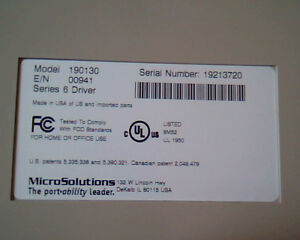 Model 190130 Serial Number: 19213720
E/N 00941
Series 6 Driver
Made in USA of US and imported parts
FC Tested To Comply
With FCC Standards
FOR HOME OR OFFICE USE
C UL US LISTED
UL 1950
U.S. patents 5,335,338 and 5,390,321. Canadian patent 2,048,479
MicroSolutions 132 W Lincoln Hwy
The port-ability leader. DeKalb IL 60115 USA